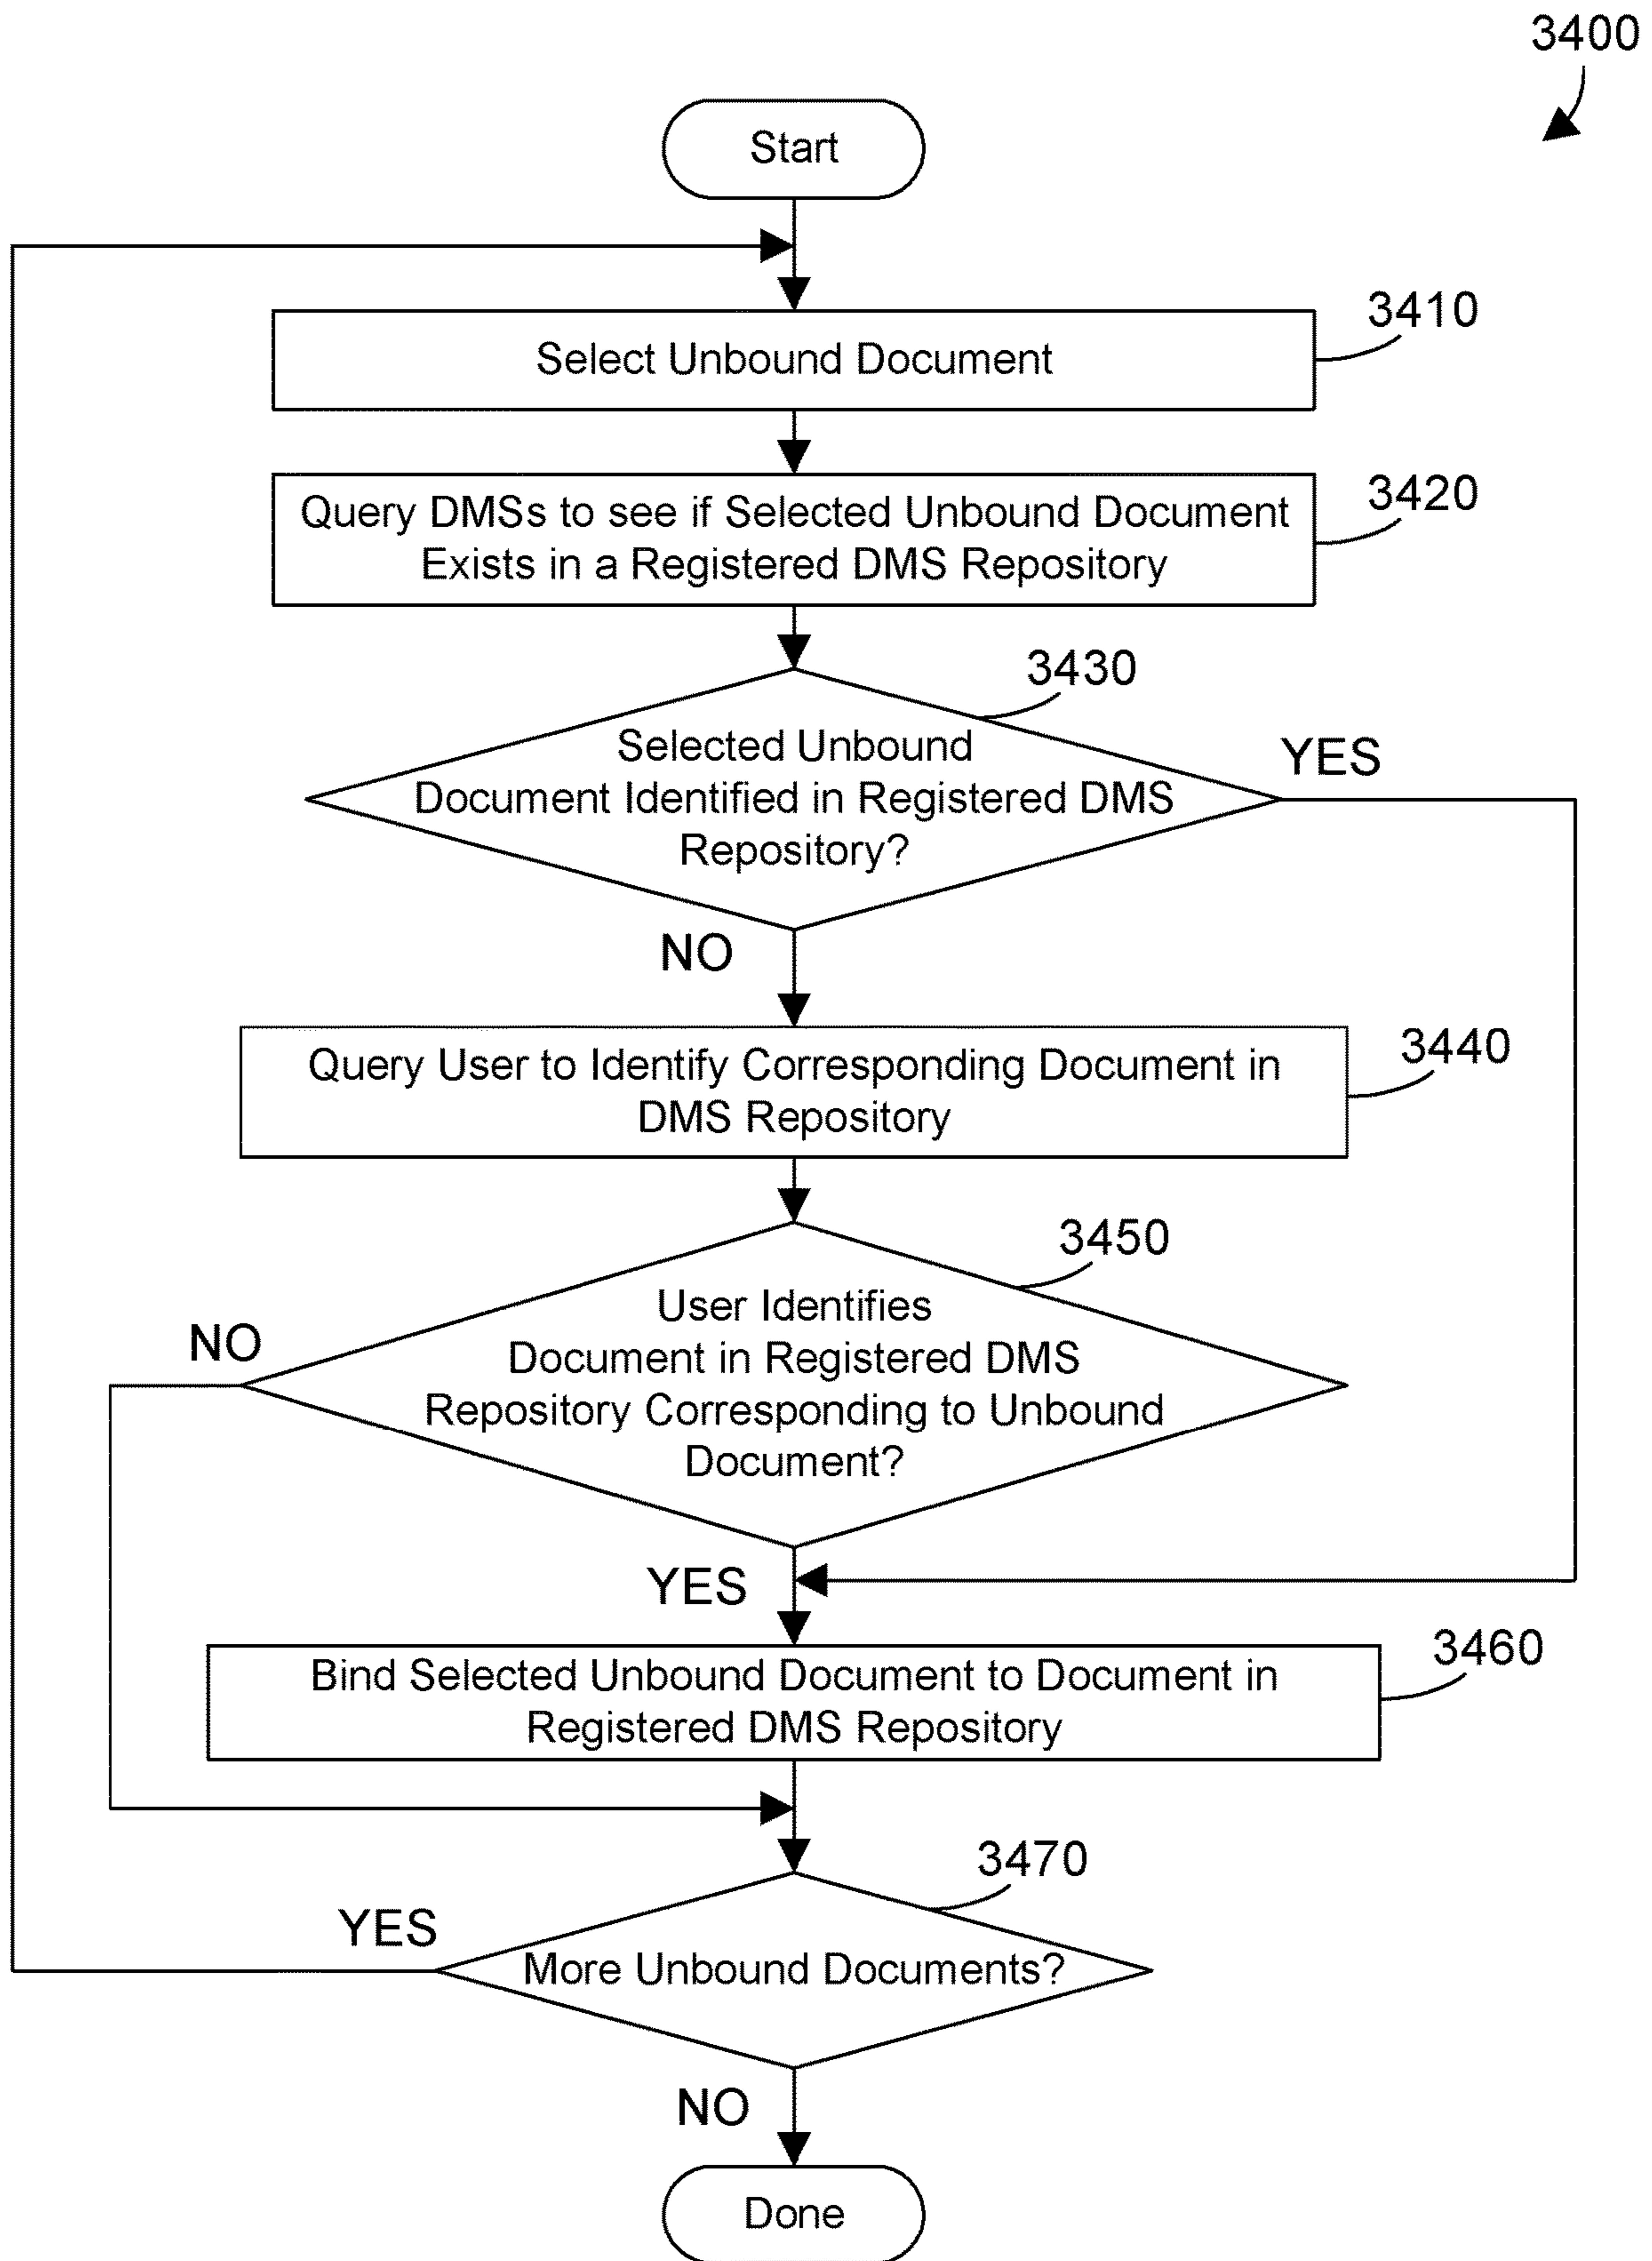 3400
Start
3410
Select Unbound Document
3420
Query DMSs to see if Selected Unbound Document
Exists in a Registered DMS Repository
3430
Selected Unbound
Document Identified in Registered DMS
Repository?
YES
NO
3440
Query User to Identify Corresponding Document in
DMS Repository
3450
User Identifies
Document in Registered DMS
Repository Corresponding to Unbound
Document?
NO
YES
3460
Bind Selected Unbound Document to Document in
Registered DMS Repository
3470
YES
More Unbound Documents?
NO
Done